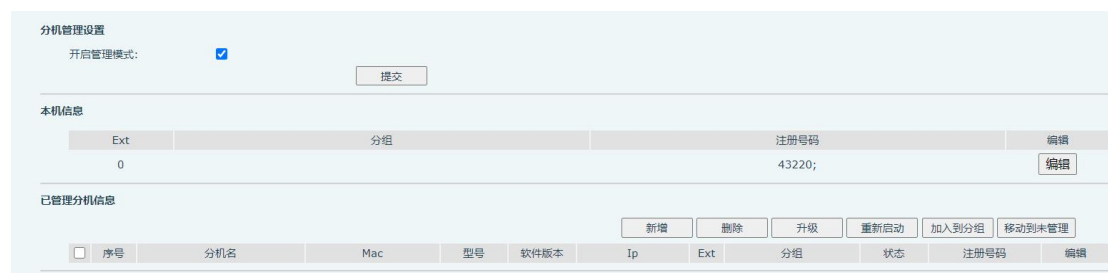 分机管理设置
开启管理模式:
提交
本机信息
Ext 分组 注册号码 编辑
0 43220; 编辑
已管理分机信息
新增 删除 升级 重新启动 加入到分组 移动到未管理
序号 分机名 Mac 型号 软件版本 Ip Ext 分组 状态 注册号码 编辑